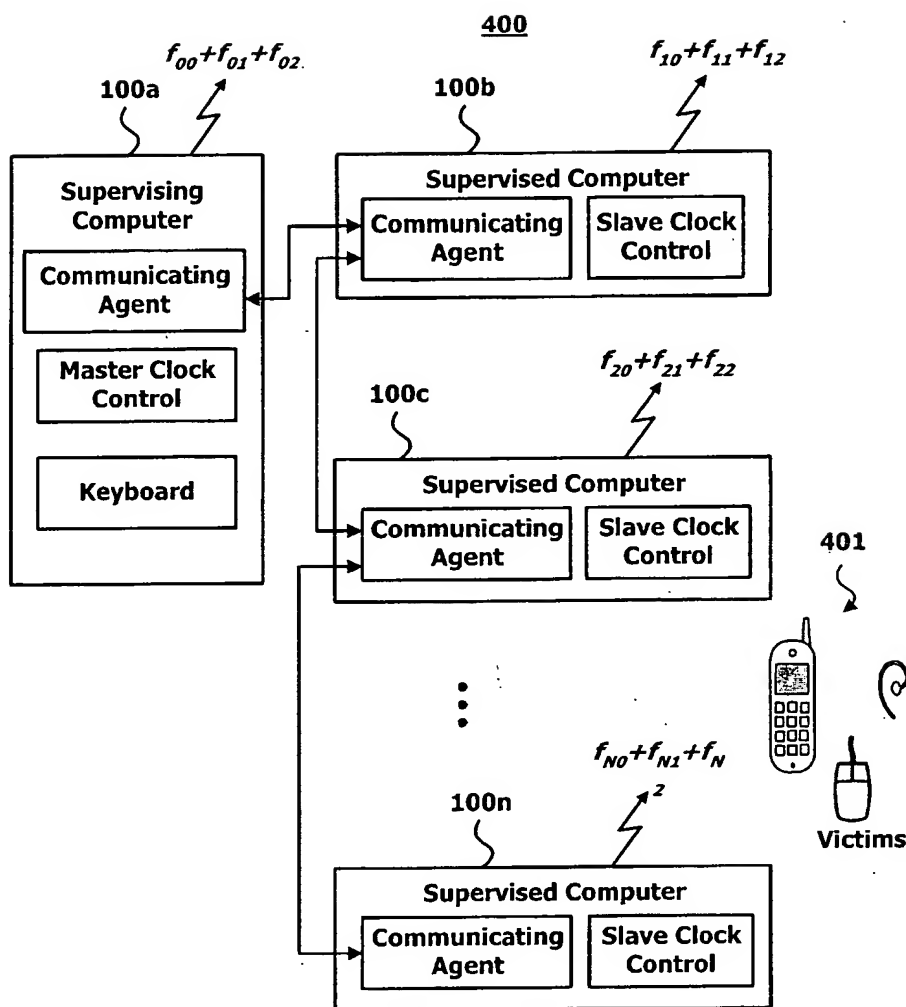 400
f00+f01+f02.
100a
Supervising
Computer
Communicating
Agent
Master Clock
Control
Keyboard
f10+f11+f12
100b
Supervised Computer
Communicating
Agent
Slave Clock
Control
f20+f21+f22
100c
Supervised Computer
Communicating
Agent
Slave Clock
Control
401
Victims
fN0+fN1+fN
2
100n
Supervised Computer
Communicating
Agent
Slave Clock
Control